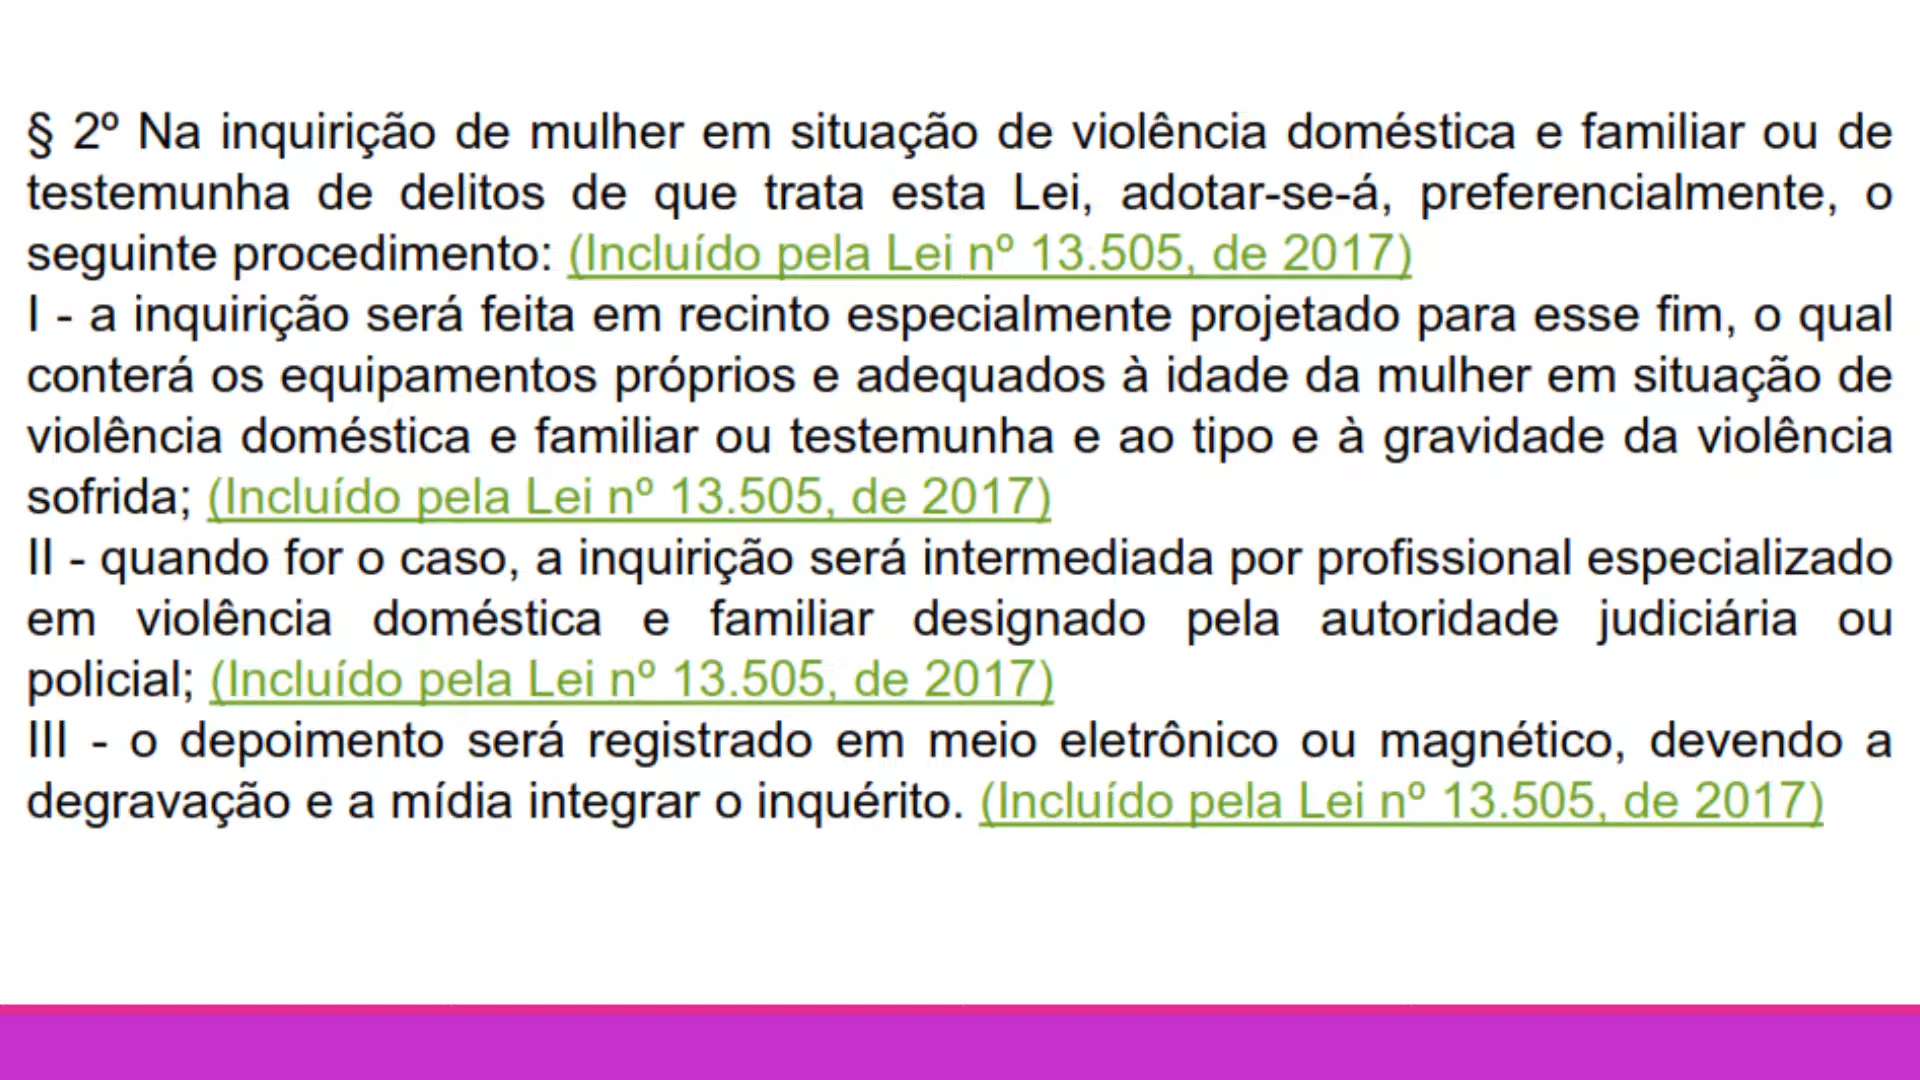 § 2º Na inquirição de mulher em situação de violência doméstica e familiar ou de
testemunha de delitos de que trata esta Lei, adotar-se-á, preferencialmente, o
seguinte procedimento: (Incluído pela Lei nº 13.505, de 2017)
I - a inquirição será feita em recinto especialmente projetado para esse fim, o qual
conterá os equipamentos próprios e adequados à idade da mulher em situação de
violência doméstica e familiar ou testemunha e ao tipo e à gravidade da violência
sofrida; (Incluído pela Lei nº 13.505, de 2017)
II - quando for o caso, a inquirição será intermediada por profissional especializado
em violência doméstica e familiar designado pela autoridade judiciária ou
policial; (Incluído pela Lei nº 13.505, de 2017)
III - o depoimento será registrado em meio eletrônico ou magnético, devendo a
degravação e a mídia integrar o inquérito. (Incluído pela Lei nº 13.505, de 2017)